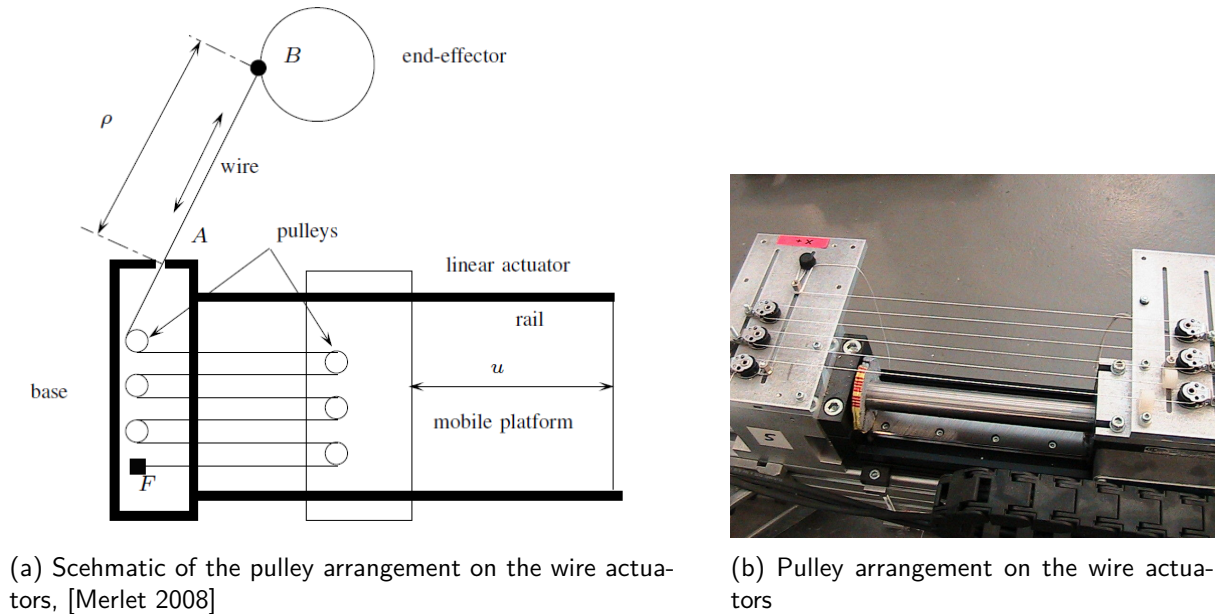 B
end-effector
ρ
wire
A
pulleys
linear actuator
rail
u
base
mobile platform
F
+X
5
(a) Scehmatic of the pulley arrangement on the wire actua-
tors, [Merlet 2008]
(b) Pulley arrangement on the wire actua-
tors